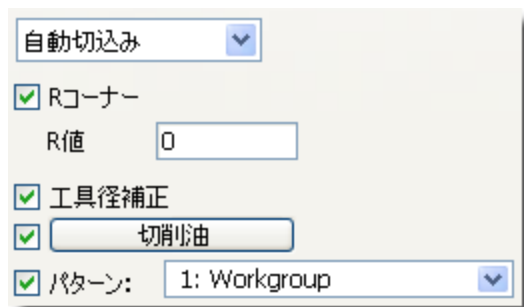 自動切込み
Rコーナー
R値 0
工具径補正
切削油
パターン: 1: Workgroup